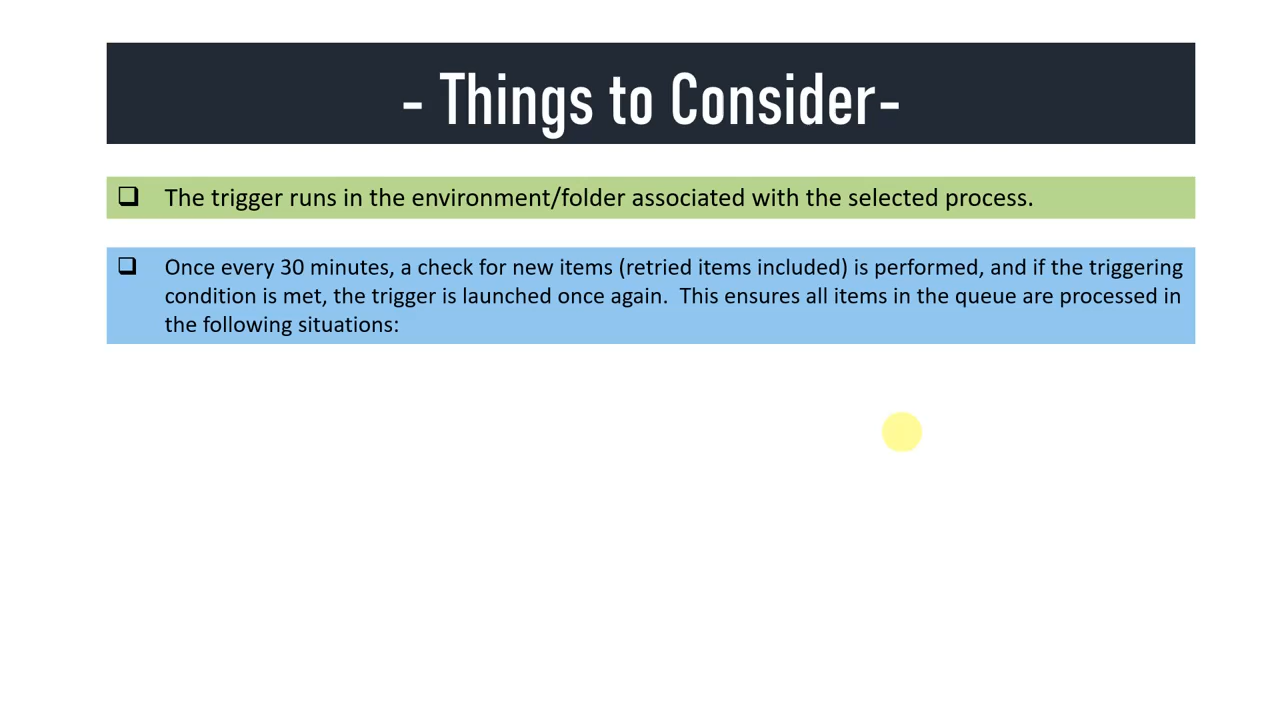 - Things to Consider-
❑ The trigger runs in the environment/folder associated with the selected process.
❑ Once every 30 minutes, a check for new items (retried items included) is performed, and if the triggering
condition is met, the trigger is launched once again.  This ensures all items in the queue are processed in
the following situations: